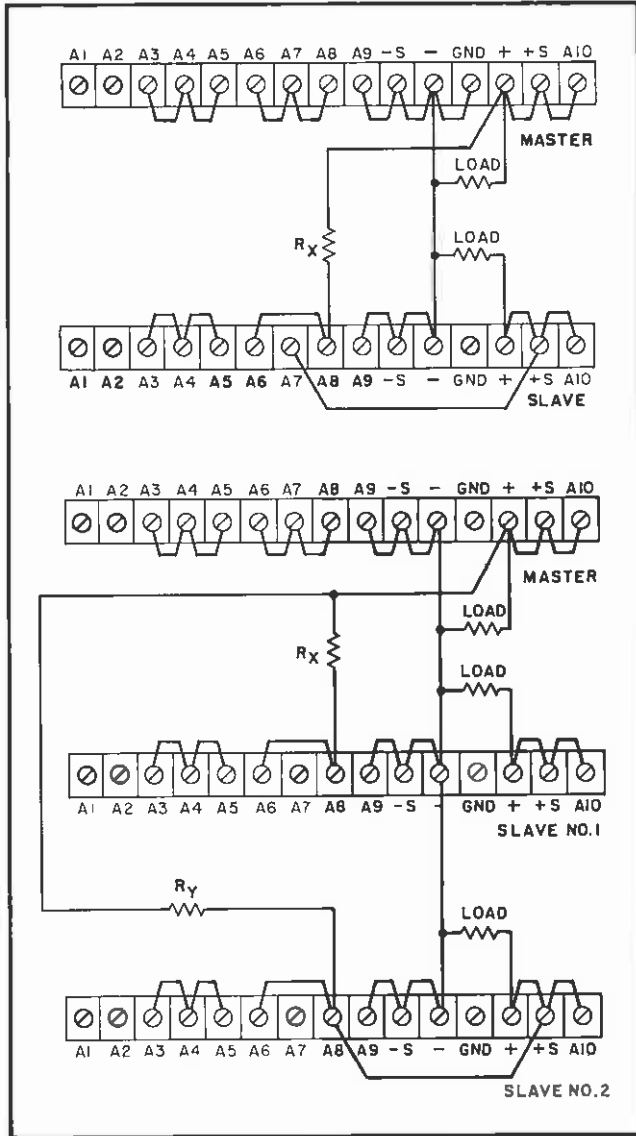 A1 A2 A3 A4 A5 A6 A7 A8 A9 -S - GND + +S A10
MASTER
LOAD
RX
LOAD
A1 A2 A3 A4 A5 A6 A7 A8 A9 -S - GND + +S A10
SLAVE
A1 A2 A3 A4 A5 A6 A7 A8 A9 -S - GND + +S A10
MASTER
LOAD
RX
LOAD
A1 A2 A3 A4 A5 A6 A7 A8 A9 -S - GND + +S A10
SLAVE NO.1
RY
LOAD
A1 A2 A3 A4 A5 A6 A7 A8 A9 -S - GND + +S A10
SLAVE NO.2